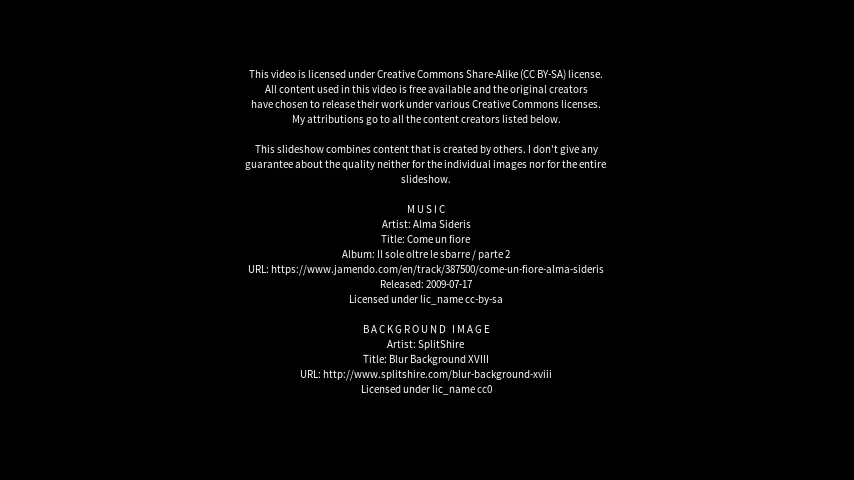 This video is licensed under Creative Commons Share-Alike (CC BY-SA) license.
All content used in this video is free available and the original creators
have chosen to release their work under various Creative Commons licenses.
My attributions go to all the content creators listed below.
This slideshow combines content that is created by others. I don't give any
guarantee about the quality neither for the individual images nor for the entire
slideshow.
MUSIC
Artist: Alma Sideris
Title: Come un fiore
Album: Il sole oltre le sbarre / parte 2
URL: https://www.jamendo.com/en/track/387500/come-un-fiore-alma-sideris
Released: 2009-07-17
Licensed under lic_name cc-by-sa
BACKGROUND IMAGE
Artist: SplitShire
Title: Blur Background XVIII
URL: http://www.splitshire.com/blur-background-xviii
Licensed under lic_name cc0